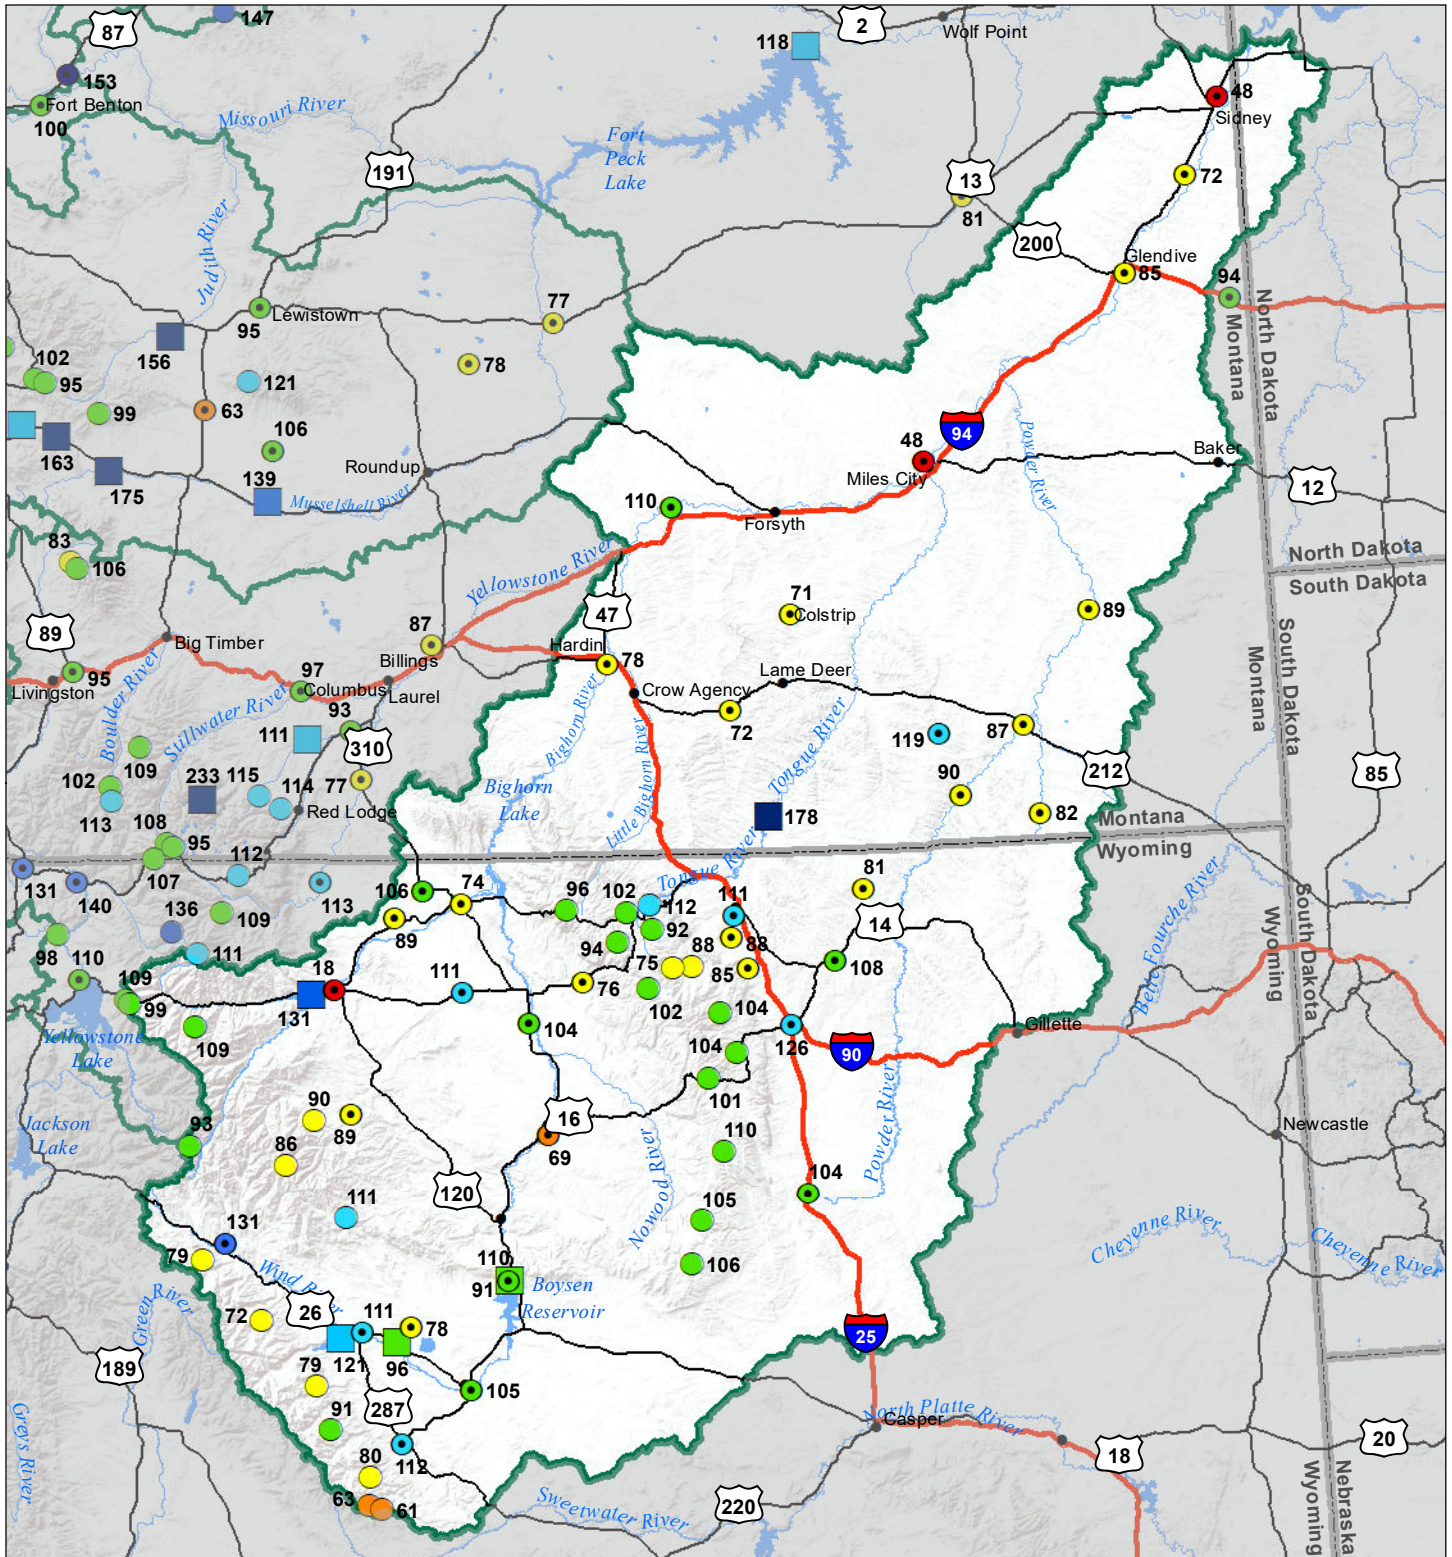 147
87
2
Wolf Point
118
153
Fort Benton
100
Missouri River
48
Sidney
Fort
Peck
Lake
191
13
72
81
Judith River
200
Glendive
85
94
North Dakota
Montana
77
95
Lewistown
156
78
102
95
121
63
99
106
163
175
139
Roundup
Musselshell River
94
48
Miles City
Powder River
Baker
12
110
Forsyth
83
106
Yellowstone River
North Dakota
South Dakota
89
47
71
Colstrip
89
87
Big Timber
Billings
Hardin
78
South Dakota
Montana
95
Livingston
97
Columbus
Laurel
Crow Agency
Lame Deer
Boulder River
Stillwater River
93
72
Bighorn River
Little Bighorn River
Tongue River
119
87
111
310
109
212
85
102
113
233
115
114
77
Red Lodge
Bighorn
Lake
178
90
82
Montana
Wyoming
108
95
107
112
131
140
113
106
74
96
102
112
Tongue River
111
81
14
136
109
89
94
92
88
88
Belle Fourche River
South Dakota
Wyoming
98
110
111
18
131
111
76
75
85
108
109
99
109
104
102
104
126
Gillette
Yellowstone
Lake
104
90
101
Jackson
Lake
93
90
89
16
69
Newcastle
86
110
Nowood River
Powder River
104
120
111
105
131
79
106
Cheyenne River
Cheyenne River
Wind River
110
91
Boysen
Reservoir
Green River
72
26
111
121
78
96
25
189
79
105
287
91
112
Greys River
North Platte River
Casper
80
18
20
63
61
Sweetwater River
220
Wyoming
Nebraska